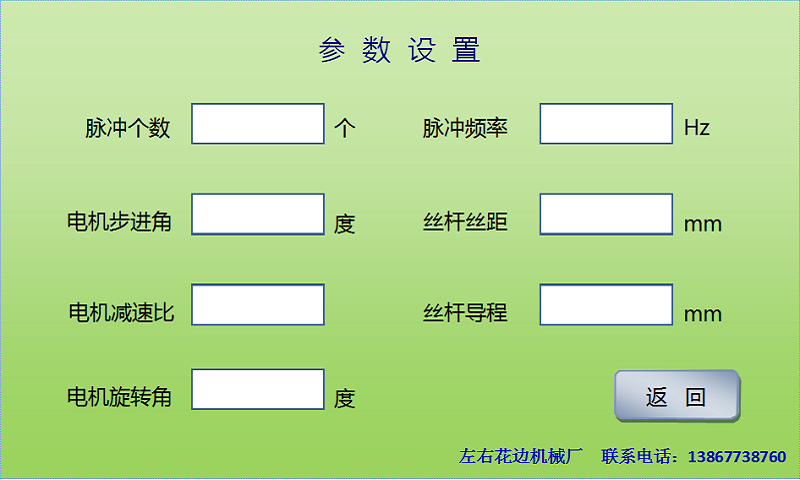 参 数 设 置
脉冲个数 个 脉冲频率 Hz
电机步进角 度 丝杆丝距 mm
电机减速比 丝杆导程 mm
电机旋转角 度 返 回
左右花边机械厂 联系电话：13867738760